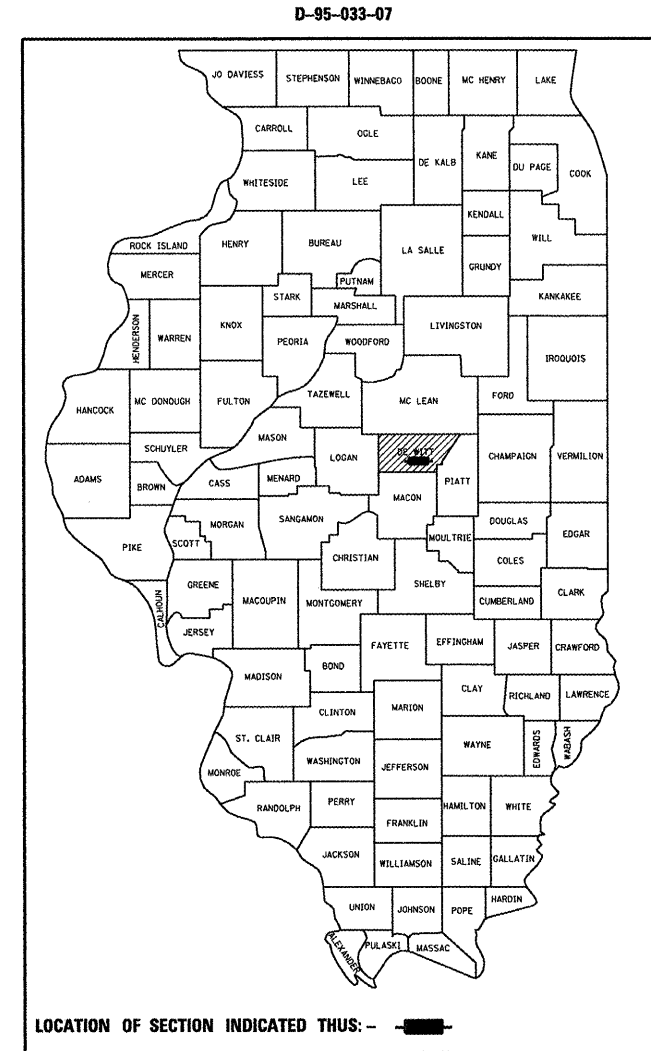 D-95-033-07
JO DAVIESS STEPHENSON WINNEBAGO BOONE MC HENRY LAKE
CARROLL OGLE DE KALB KANE DU PAGE COOK
WHITESIDE LEE
KENDALL WILL
ROCK ISLAND HENRY BUREAU LA SALLE GRUNDY
MERCER PUTNAM KANKAKEE
STARK MARSHALL
HENDERSON WARREN KNOX PEORIA WOODFORD LIVINGSTON IROQUOIS
HANCOCK MC DONOUGH FULTON TAZEWELL MC LEAN FORD
SCHUYLER MASON LOGAN DE WITT CHAMPAIGN VERMILION
ADAMS BROWN CASS MENARD MACON PIATT
PIKE SCOTT MORGAN SANGAMON CHRISTIAN MOULTRIE DOUGLAS EDGAR
COLES
CALHOUN GREENE MACOUPIN MONTGOMERY SHELBY CUMBERLAND CLARK
JERSEY FAYETTE EFFINGHAM JASPER CRAWFORD
MADISON BOND CLAY RICHLAND LAWRENCE
CLINTON MARION
ST. CLAIR WASHINGTON JEFFERSON WAYNE EDWARDS WABASH
MONROE
RANDOLPH PERRY FRANKLIN HAMILTON WHITE
JACKSON WILLIAMSON SALINE GALLATIN
UNION JOHNSON POPE HARDIN
ALEXANDER PULASKI MASSAC
LOCATION OF SECTION INDICATED THUS: -